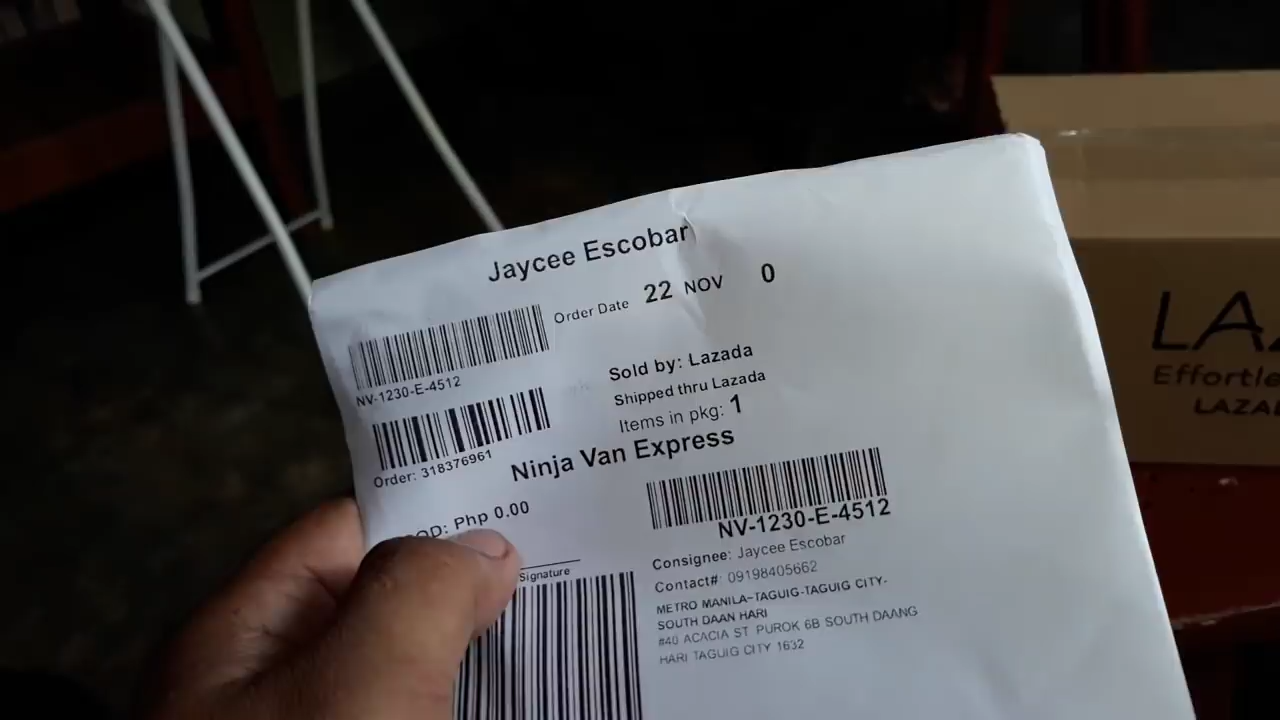 Jaycee Escobar
Order Date 22 NOV 0
NV-1230-E-4512
Sold by: Lazada
Shipped thru Lazada
Items in pkg: 1
Order: 318376961
Ninja Van Express
OD: Php 0.00
Signature
NV-1230-E-4512
Consignee: Jaycee Escobar
Contact#: 09198405662
METRO MANILA-TAGUIG-TAGUIG CITY.
SOUTH DAAN HARI
#40 ACACIA ST PUROK 6B SOUTH DAANG
HARI TAGUIG CITY 1632
LAZ
Effortle
LAZA